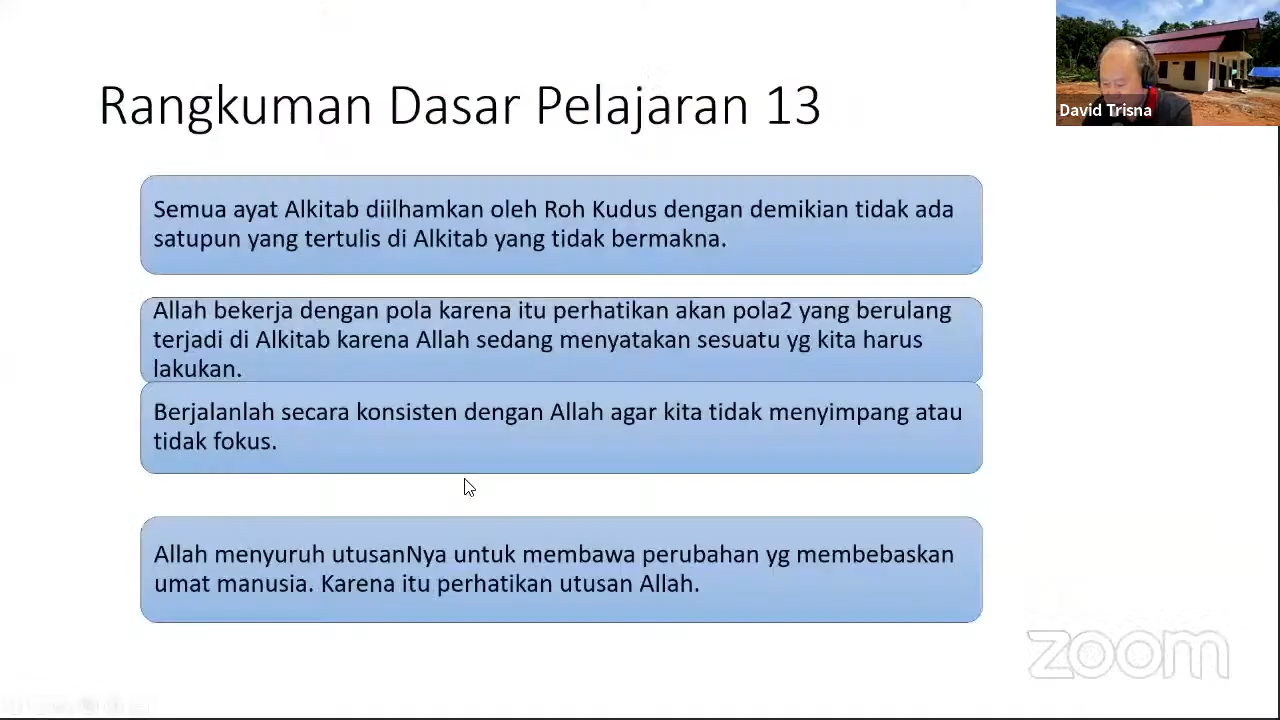 Rangkuman Dasar Pelajaran 13
David Trisna
Semua ayat Alkitab diilhamkan oleh Roh Kudus dengan demikian tidak ada
satupun yang tertulis di Alkitab yang tidak bermakna.
Allah bekerja dengan pola karena itu perhatikan akan pola2 yang berulang
terjadi di Alkitab karena Allah sedang menyatakan sesuatu yg kita harus
lakukan.
Berjalanlah secara konsisten dengan Allah agar kita tidak menyimpang atau
tidak fokus.
Allah menyuruh utusanNya untuk membawa perubahan yg membebaskan
umat manusia. Karena itu perhatikan utusan Allah.
zoom